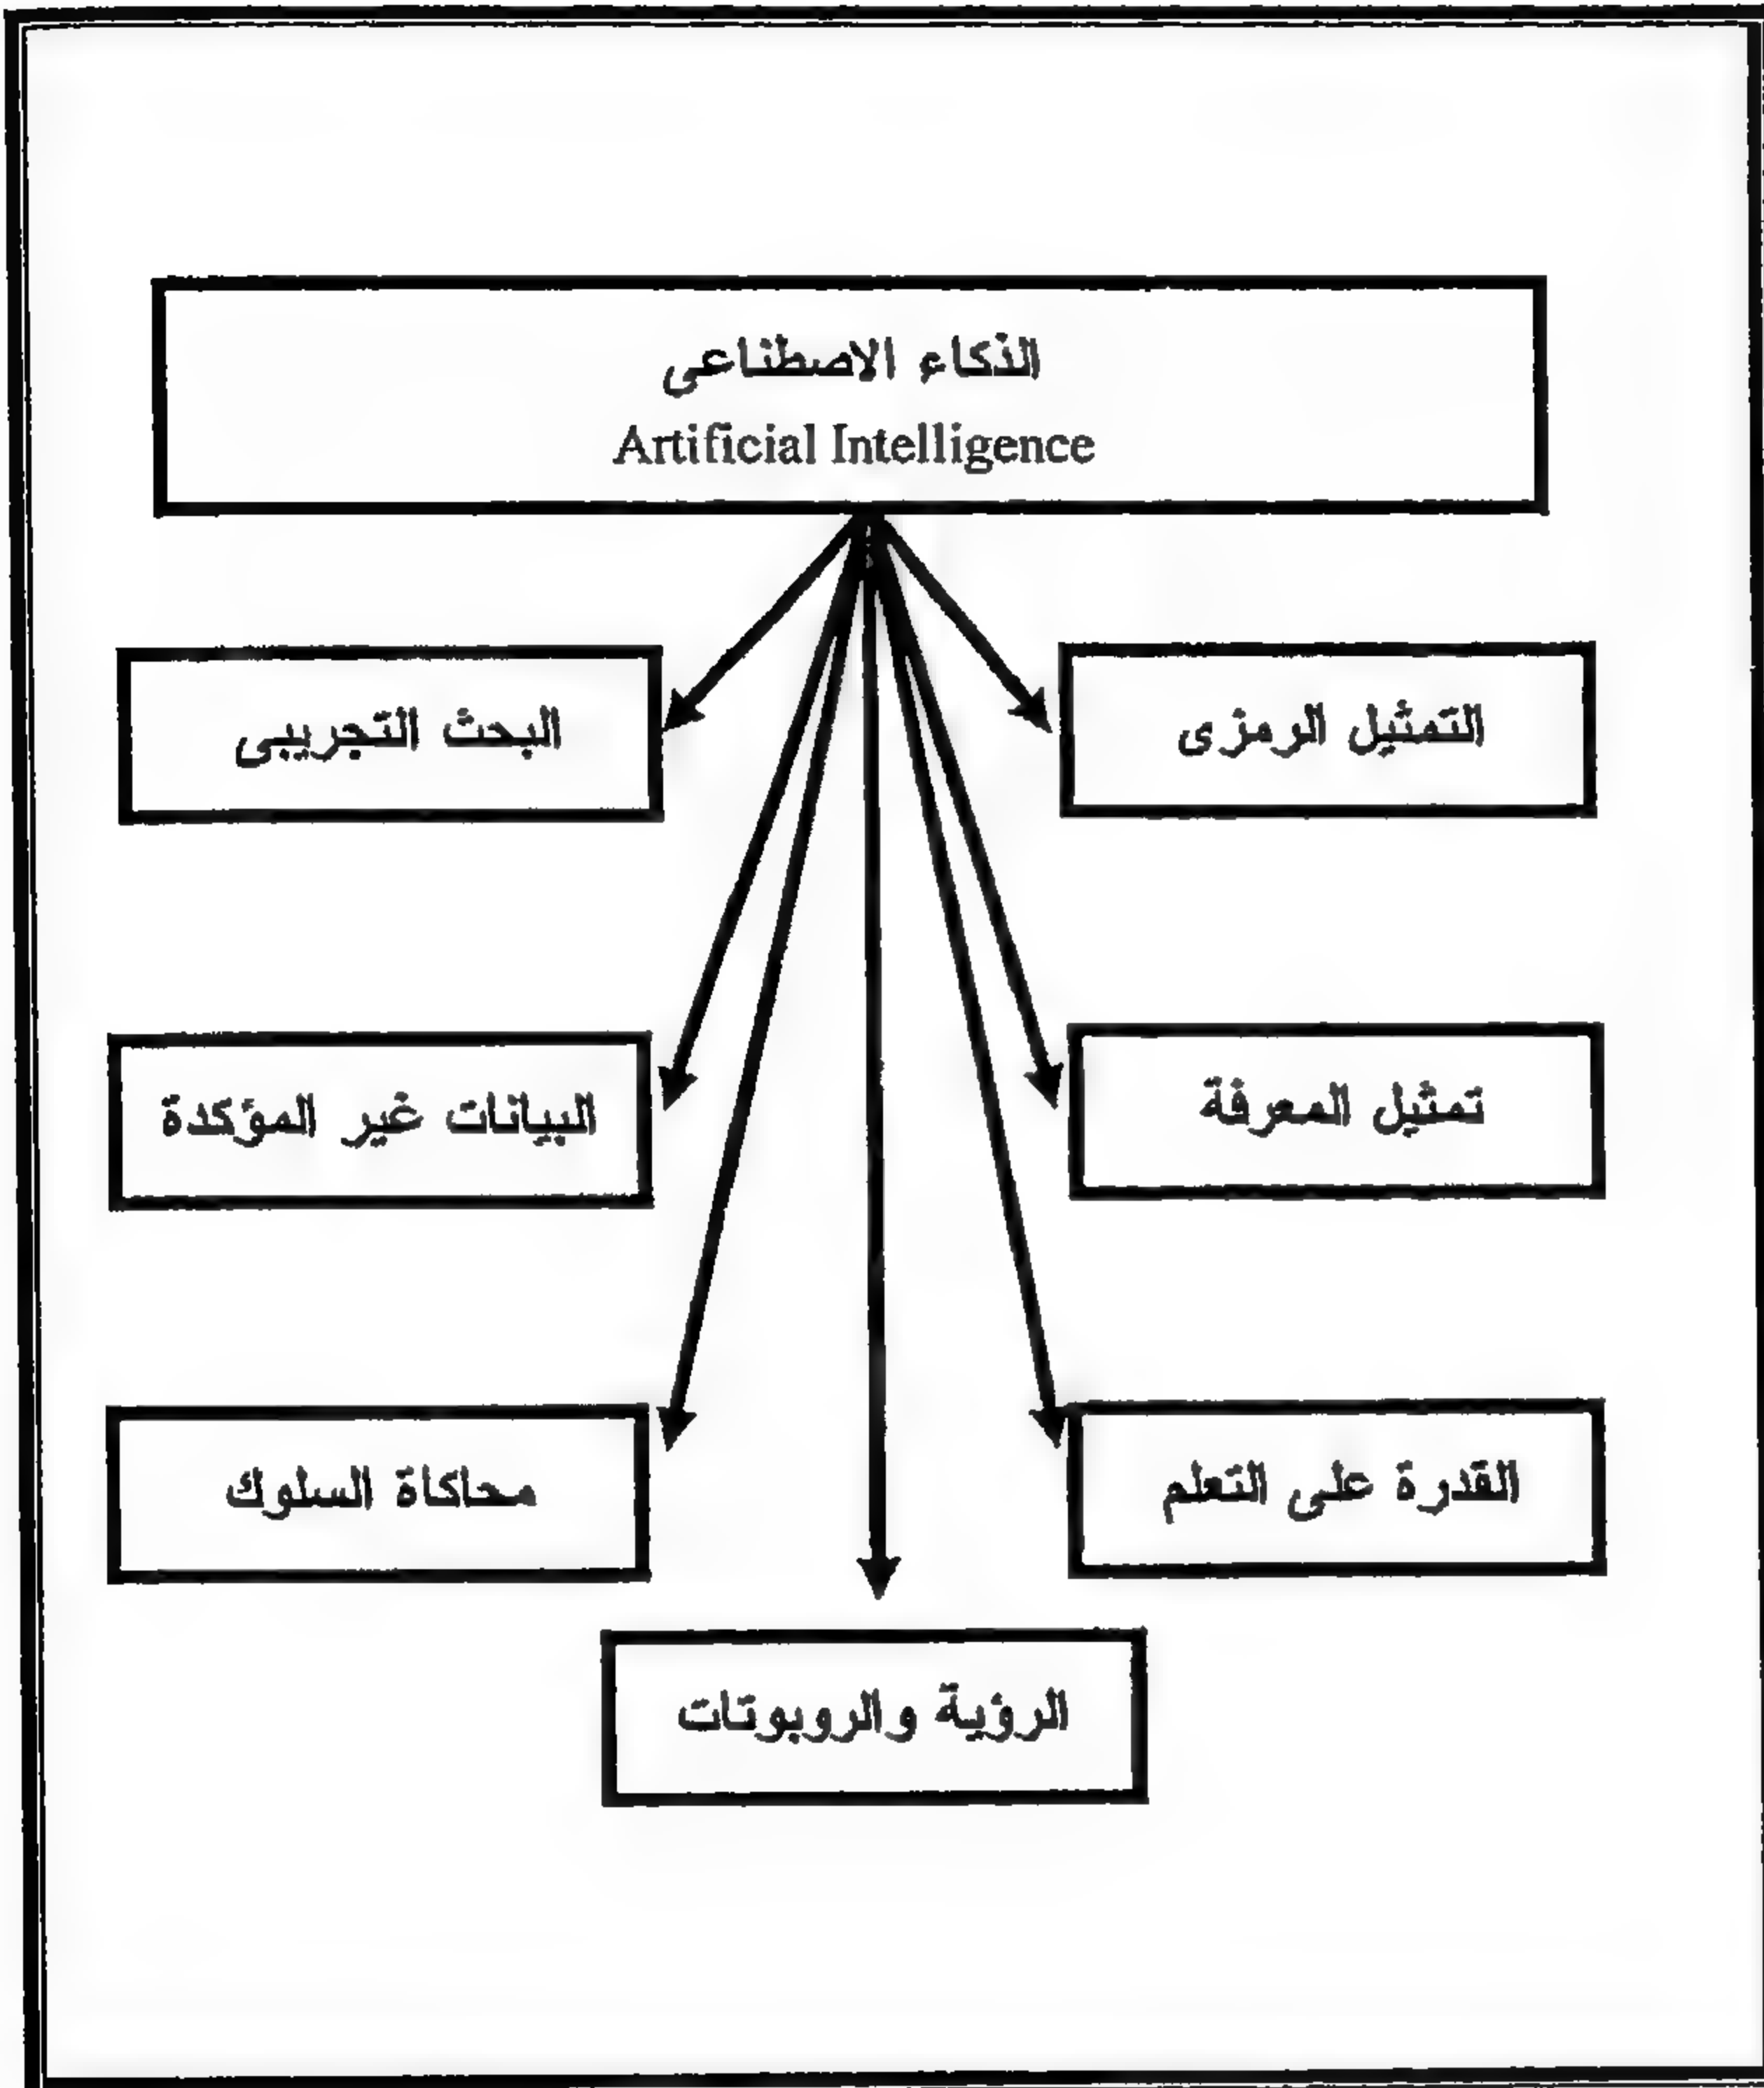 الذكاء الاصطناعى
Artificial Intelligence
التمثيل الرمزى
البحث التجريبى
تمثيل المعرفة
البيانات غير المؤكدة
القدرة على التعلم
محاكاة السلوك
الرؤية والروبوتات